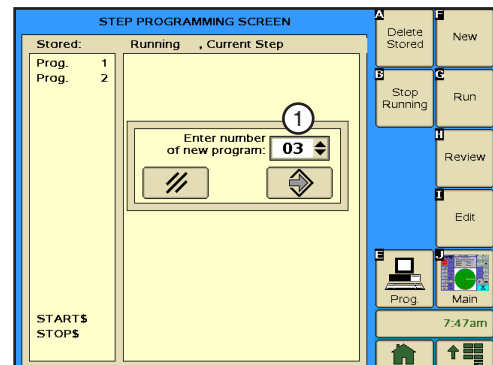 STEP PROGRAMMING SCREEN
Stored:
Running , Current Step
Prog. 1
Prog. 2
1
Enter number
of new program:
03
START$
STOP$
A
Delete
Stored
F
New
B
Stop
Running
G
Run
H
Review
I
Edit
E
Prog.
J
Main
7:47am